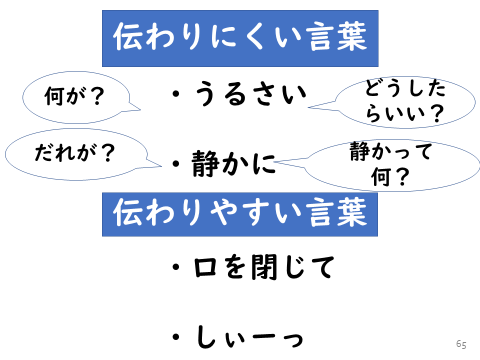 伝わりにくい言葉
何が？
・うるさい
どうした
らいい？
だれが？
・静かに
静かって
何？
伝わりやすい言葉
・口を閉じて
・しぃーっ
65